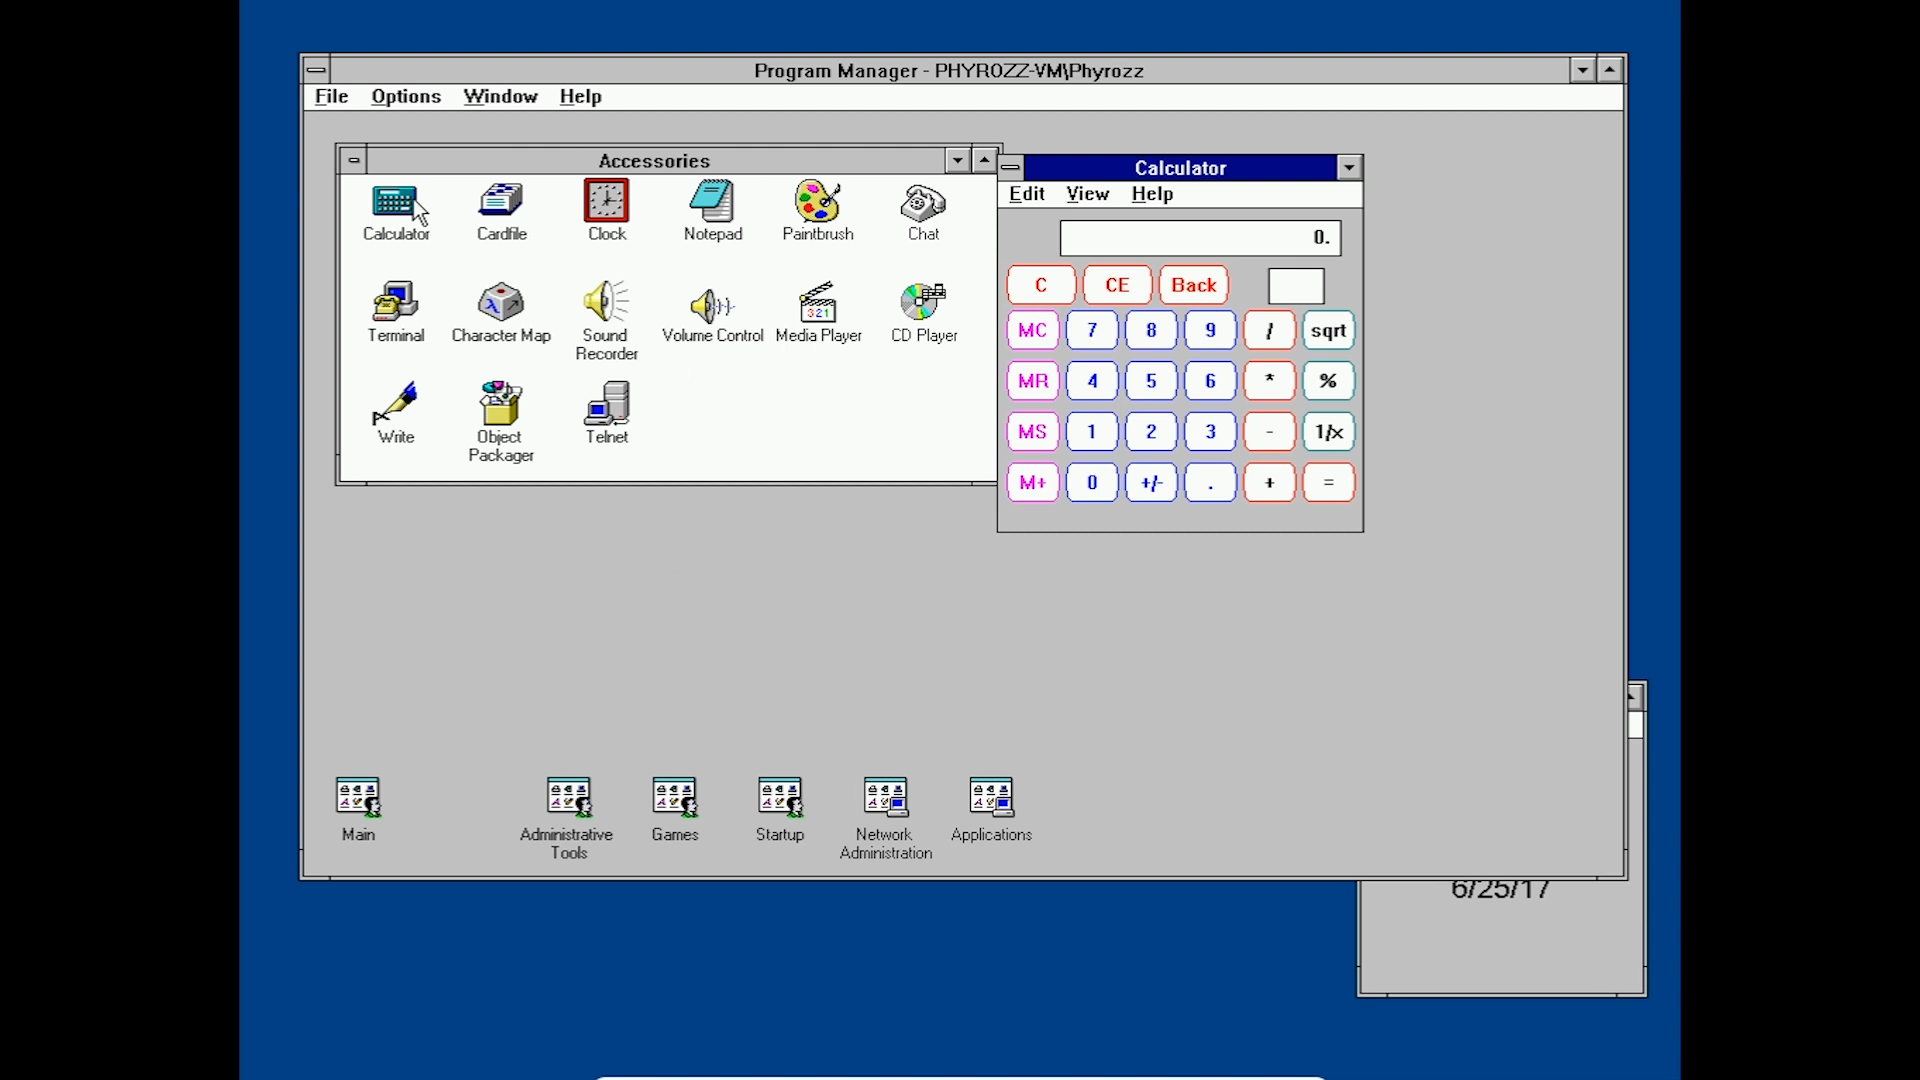 Program Manager - PHYROZZ-VM\Phyrozz
File Options Window Help
Accessories
Calculator Cardfile Clock Notepad Paintbrush Chat
Terminal Character Map Sound Recorder Volume Control Media Player CD Player
Write Object Packager Telnet
Calculator
Edit View Help
0.
C CE Back
MC 7 8 9 / sqrt
MR 4 5 6 * %
MS 1 2 3 - 1/x
M+ 0 +/- . + =
Main Administrative Tools Games Startup Network Administration Applications
6/25/17